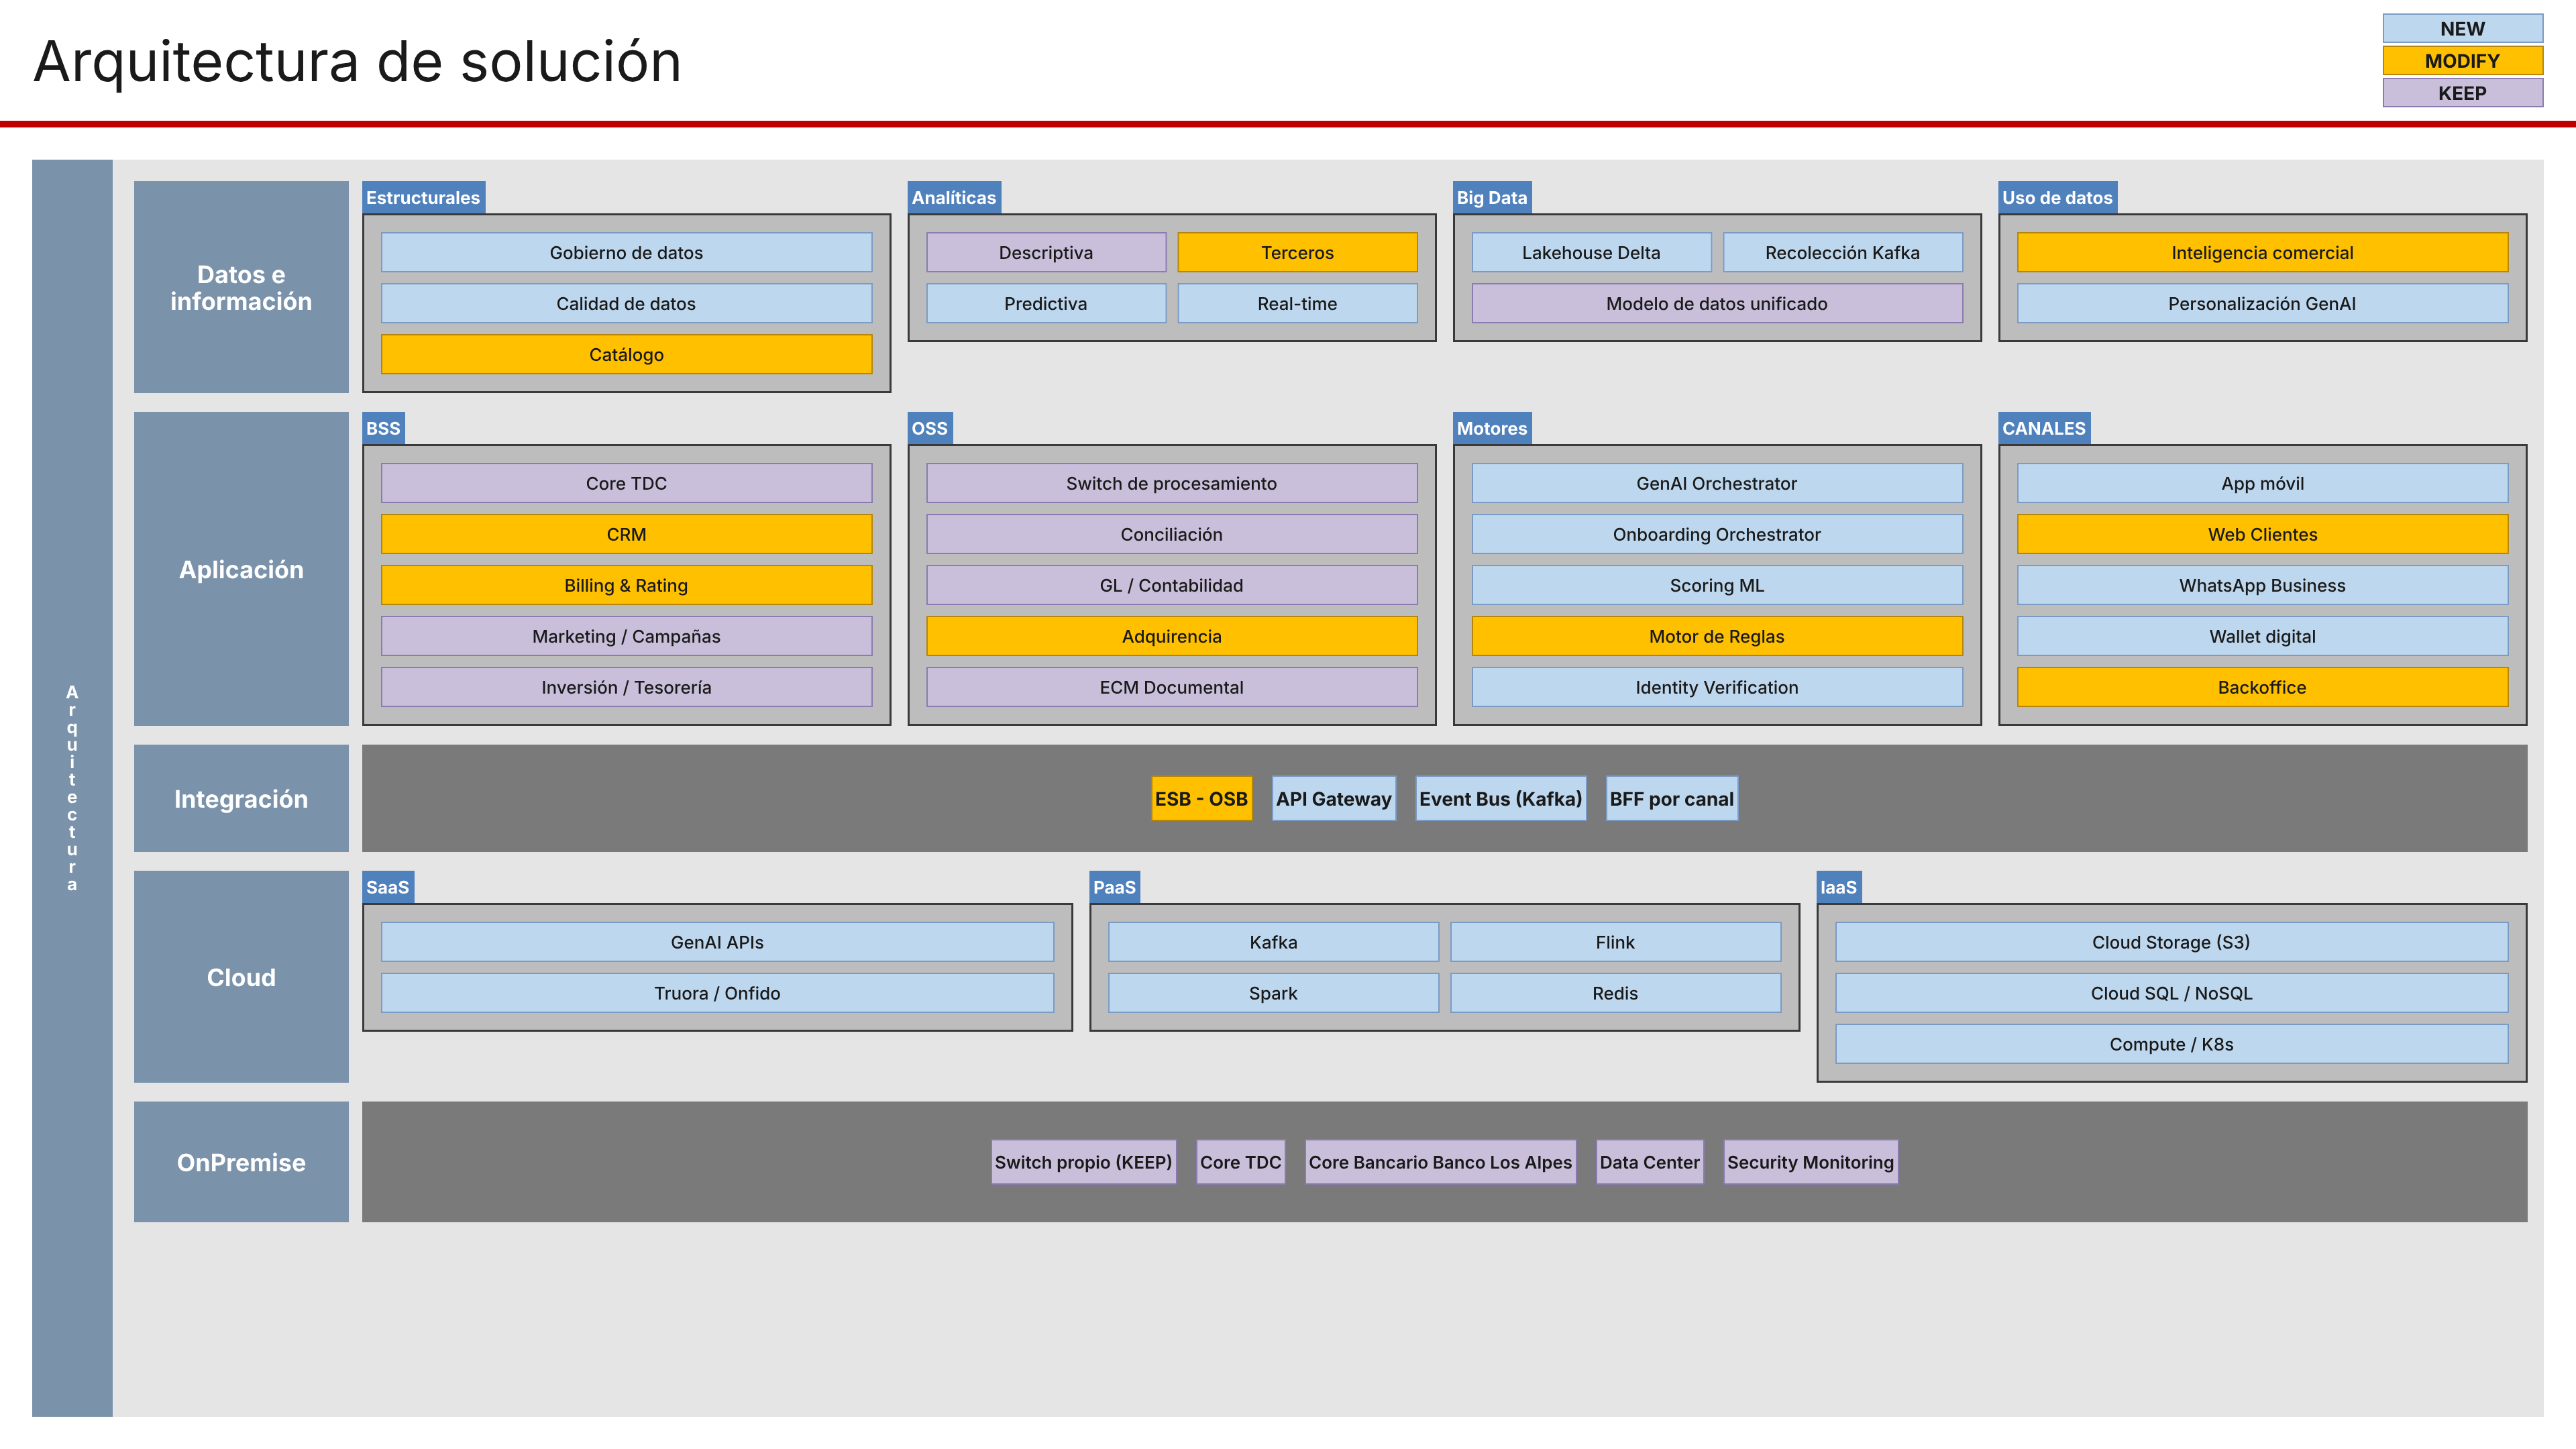 Arquitectura de solución
NEW
MODIFY
KEEP
Arquitectura
Datos e
información
Estructurales
Gobierno de datos
Calidad de datos
Catálogo
Analíticas
Descriptiva
Terceros
Predictiva
Real-time
Big Data
Lakehouse Delta
Recolección Kafka
Modelo de datos unificado
Uso de datos
Inteligencia comercial
Personalización GenAI
Aplicación
BSS
Core TDC
CRM
Billing & Rating
Marketing / Campañas
Inversión / Tesorería
OSS
Switch de procesamiento
Conciliación
GL / Contabilidad
Adquirencia
ECM Documental
Motores
GenAI Orchestrator
Onboarding Orchestrator
Scoring ML
Motor de Reglas
Identity Verification
CANALES
App móvil
Web Clientes
WhatsApp Business
Wallet digital
Backoffice
Integración
ESB - OSB
API Gateway
Event Bus (Kafka)
BFF por canal
Cloud
SaaS
GenAI APIs
Truora / Onfido
PaaS
Kafka
Flink
Spark
Redis
IaaS
Cloud Storage (S3)
Cloud SQL / NoSQL
Compute / K8s
OnPremise
Switch propio (KEEP)
Core TDC
Core Bancario Banco Los Alpes
Data Center
Security Monitoring